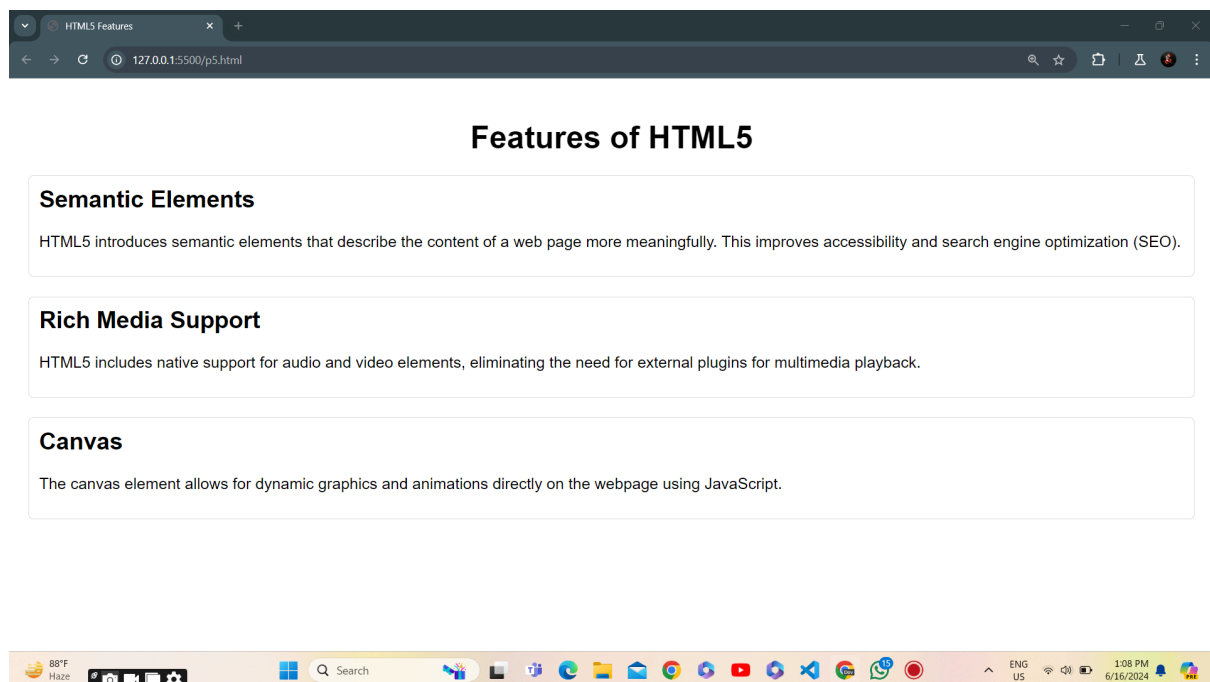 HTML5 Features
127.0.0.1:5500/p5.html
Features of HTML5
Semantic Elements
HTML5 introduces semantic elements that describe the content of a web page more meaningfully. This improves accessibility and search engine optimization (SEO).
Rich Media Support
HTML5 includes native support for audio and video elements, eliminating the need for external plugins for multimedia playback.
Canvas
The canvas element allows for dynamic graphics and animations directly on the webpage using JavaScript.
88°F
Haze
Search
15
ENG
US
1:08 PM
6/16/2024
PRE